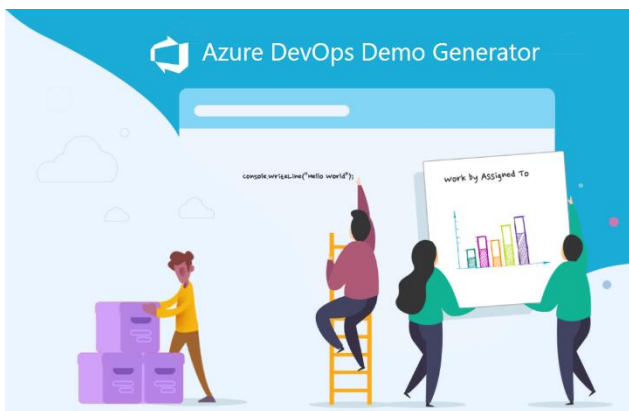 Azure DevOps Demo Generator
console.writeLine("Hello World");
Work by Assigned To